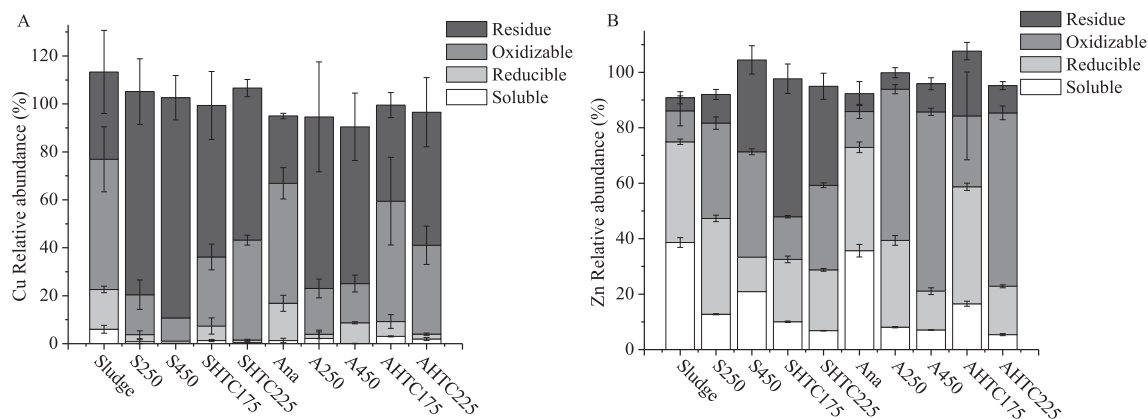 A
Cu Relative abundance (%)
120
100
80
60
40
20
0
Residue
Oxidizable
Reducible
Soluble
Sludge
S250
S450
SHTC175
SHTC225
Ana
A250
A450
AHTC175
AHTC225
B
Zn Relative abundance (%)
100
80
60
40
20
0
Residue
Oxidizable
Reducible
Soluble
Sludge
S250
S450
SHTC175
SHTC225
Ana
A250
A450
AHTC175
AHTC225